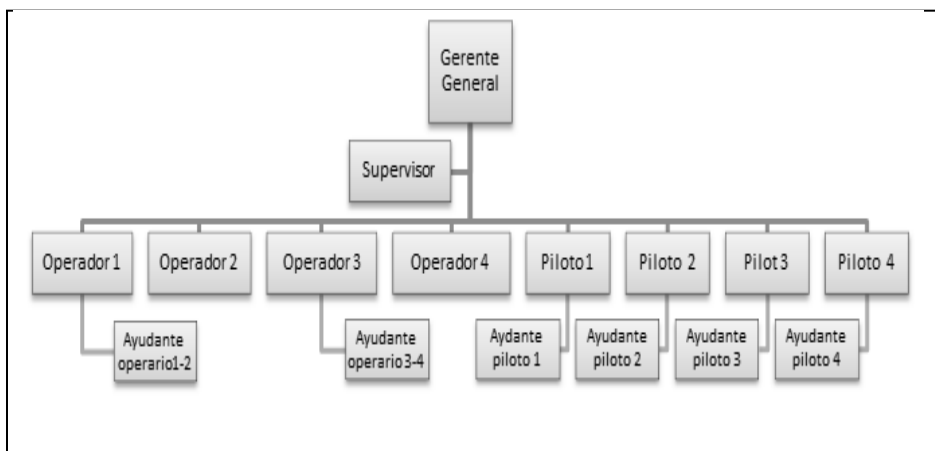 Gerente
General
Supervisor
Operador 1
Operador 2
Operador 3
Operador 4
Piloto 1
Piloto 2
Pilot 3
Piloto 4
Ayudante
operario1-2
Ayudante
operario 3-4
Aydante
piloto 1
Ayudante
piloto 2
Ayudante
piloto 3
Ayudante
piloto 4